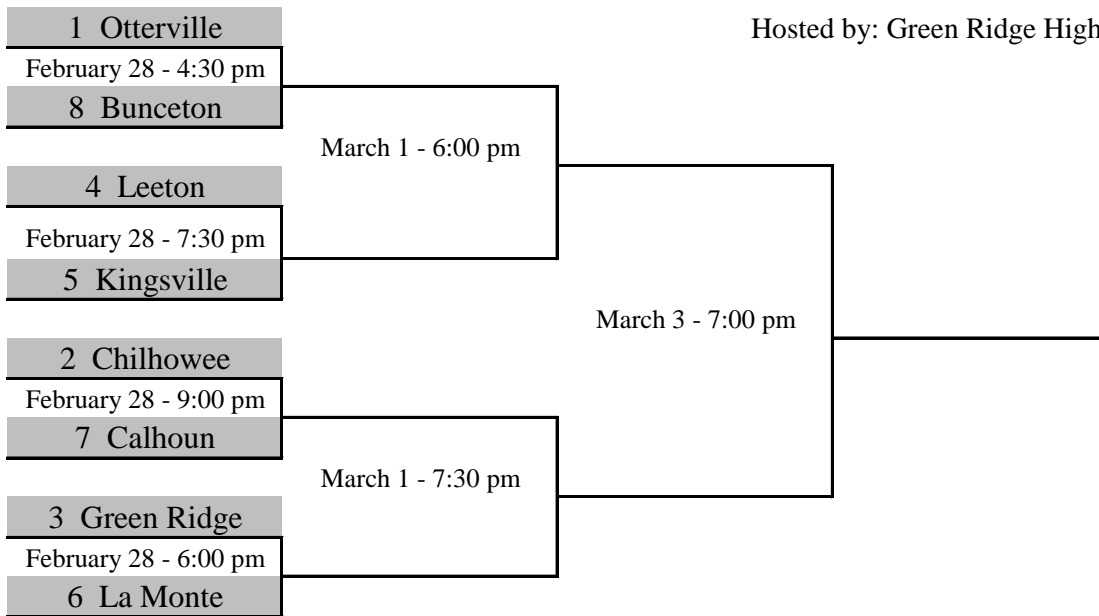 1 Otterville
Hosted by: Green Ridge High
February 28 - 4:30 pm
8 Bunceton
March 1 - 6:00 pm
4 Leeton
February 28 - 7:30 pm
5 Kingsville
March 3 - 7:00 pm
2 Chilhowee
February 28 - 9:00 pm
7 Calhoun
March 1 - 7:30 pm
3 Green Ridge
February 28 - 6:00 pm
6 La Monte